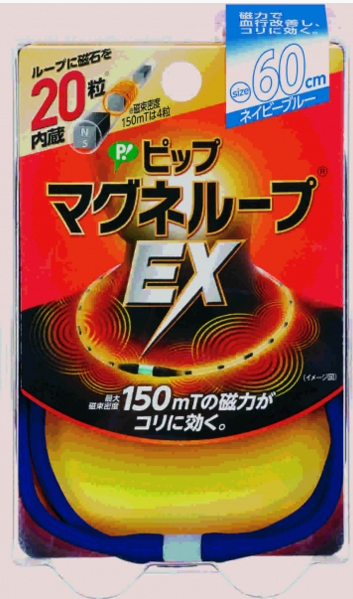 磁力で
血行改善し、
コリに効く。
size 60cm
ネイビーブルー
ループに磁石を
20粒※
内蔵
※磁束密度
150mTは4粒
N
S
P! ピップ
マグネループ®
EX
(イメージ図)
最大
磁束密度 150mTの磁力が
コリに効く。